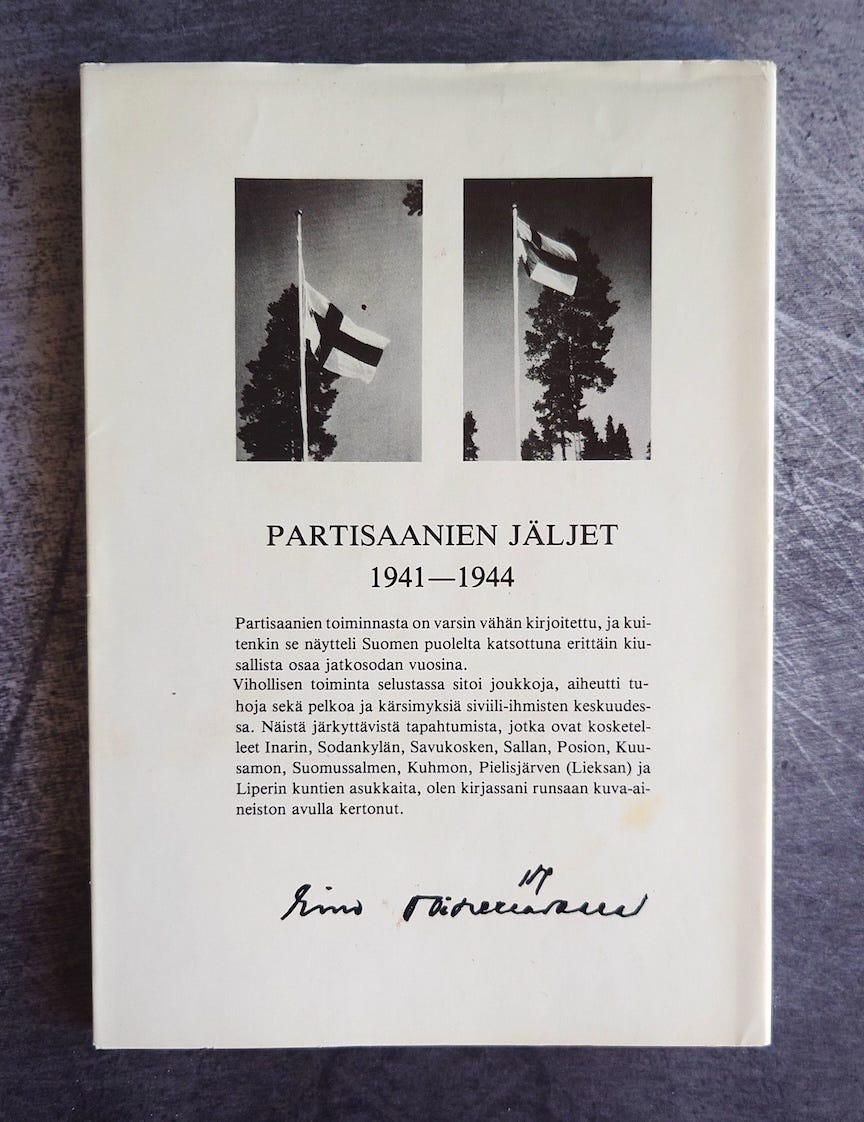 PARTISAANIEN JÄLJET
1941—1944
Partisaanien toiminnasta on varsin vähän kirjoitettu, ja kui-
tenkin se näytteli Suomen puolelta katsottuna erittäin kiu-
sallista osaa jatkosodan vuosina.
Vihollisen toiminta selustassa sitoi joukkoja, aiheutti tu-
hoja sekä pelkoa ja kärsimyksiä siviili-ihmisten keskuudes-
sa. Näistä järkyttävistä tapahtumista, jotka ovat kosketel-
leet Inarin, Sodankylän, Savukosken, Sallan, Posion, Kuu-
samon, Suomussalmen, Kuhmon, Pielisjärven (Lieksan) ja
Liperin kuntien asukkaita, olen kirjassani runsaan kuva-ai-
neiston avulla kertonut.